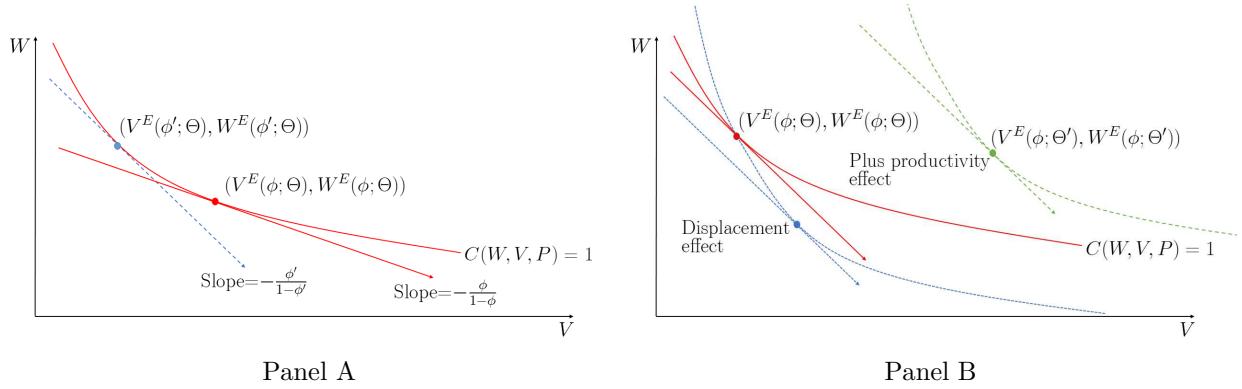 W
(V^E(ϕ′;Θ), W^E(ϕ′;Θ))
(V^E(ϕ;Θ), W^E(ϕ;Θ))
C(W, V, P) = 1
Slope=−ϕ′/(1−ϕ′)
Slope=−ϕ/(1−ϕ)
V
Panel A
W
(V^E(ϕ;Θ), W^E(ϕ;Θ))
(V^E(ϕ;Θ′), W^E(ϕ;Θ′))
Plus productivity
effect
Displacement
effect
C(W, V, P) = 1
V
Panel B